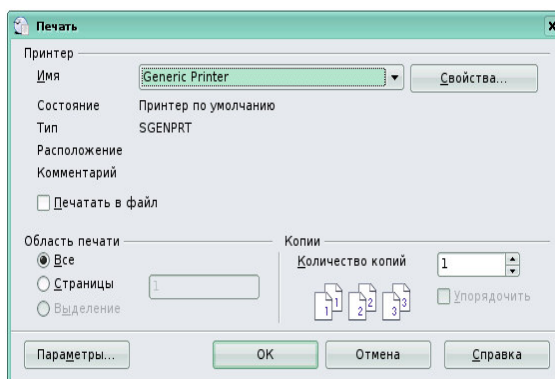 Печать
Принтер
Имя
Generic Printer
Свойства...
Состояние
Принтер по умолчанию
Тип
SGENPRT
Расположение
Комментарий
Печатать в файл
Область печати
Копии
Все
Количество копий
1
Страницы
1
1 1 2 2 3 3
Упорядочить
Выделение
Параметры...
OK
Отмена
Справка